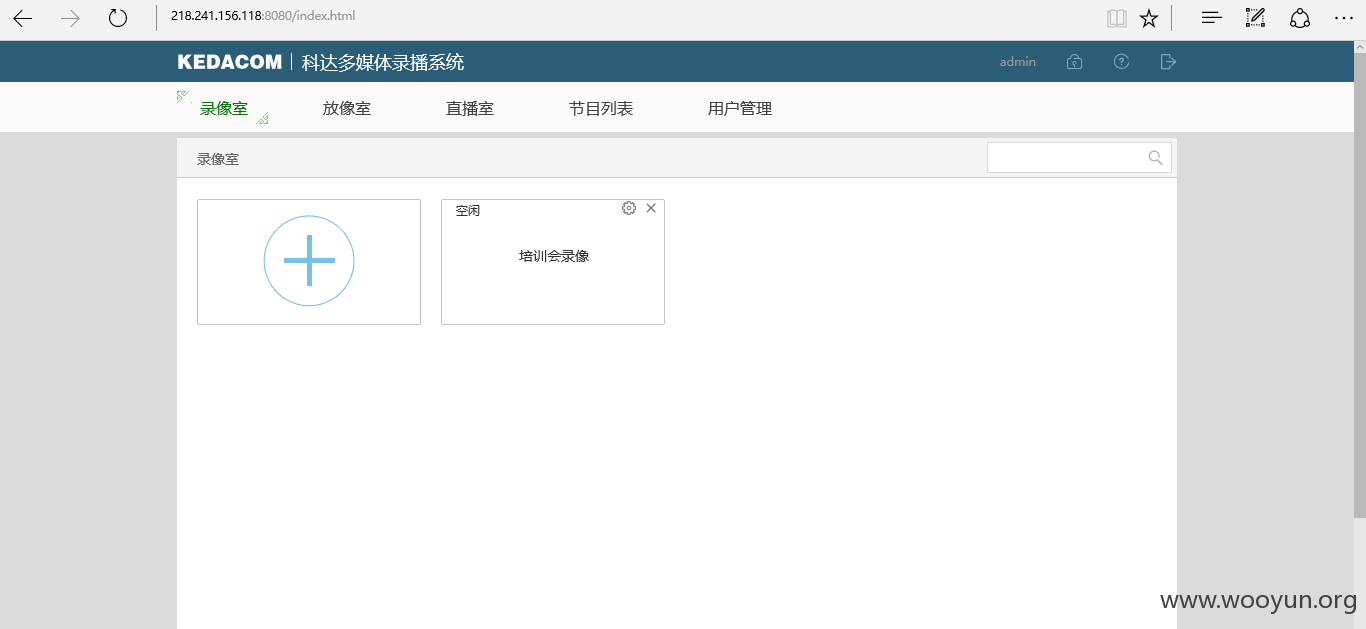 218.241.156.118:8080/index.html
KEDACOM 科达多媒体录播系统
admin
录像室 放像室 直播室 节目列表 用户管理
录像室
空闲
培训会录像
www.wooyun.org